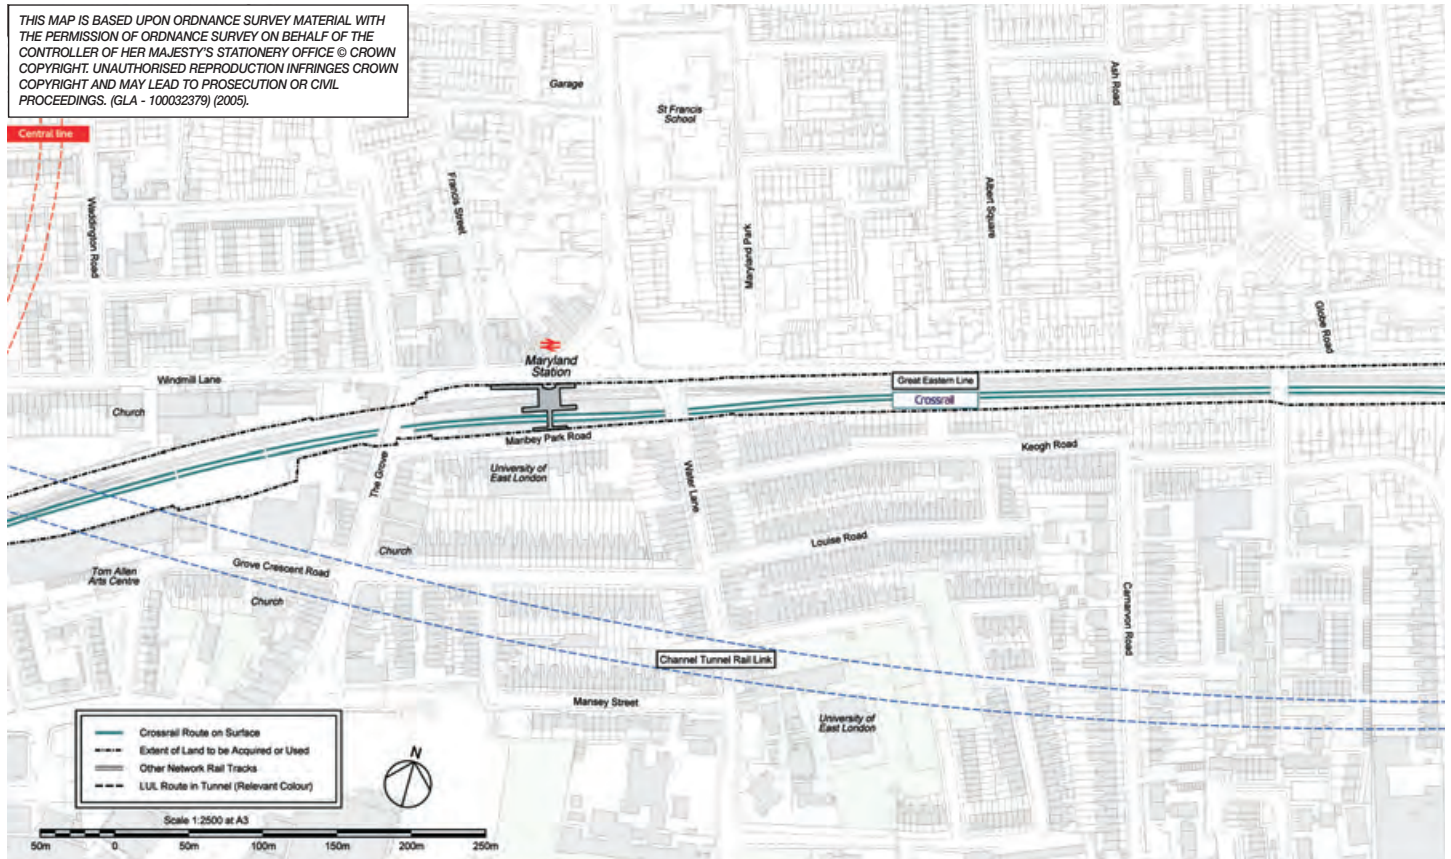 THIS MAP IS BASED UPON ORDNANCE SURVEY MATERIAL WITH
THE PERMISSION OF ORDNANCE SURVEY ON BEHALF OF THE
CONTROLLER OF HER MAJESTY'S STATIONERY OFFICE © CROWN
COPYRIGHT. UNAUTHORISED REPRODUCTION INFRINGES CROWN
COPYRIGHT AND MAY LEAD TO PROSECUTION OR CIVIL
PROCEEDINGS. (GLA - 100032379) (2005).
Central line
Garage
St Francis
School
Ash Road
Waddington Road
Francis Street
Maryland Park
Albert Square
Globe Road
Maryland
Station
Windmill Lane
Church
Great Eastern Line
Crossrail
Manbey Park Road
The Grove
University of
East London
Water Lane
Keogh Road
Louise Road
Church
Tom Allen
Arts Centre
Grove Crescent Road
Church
Carnarvon Road
Channel Tunnel Rail Link
Mansey Street
University of
East London
Crossrail Route on Surface
Extent of Land to be Acquired or Used
Other Network Rail Tracks
LUL Route in Tunnel (Relevant Colour)
N
Scale 1:2500 at A3
50m 0 50m 100m 150m 200m 250m